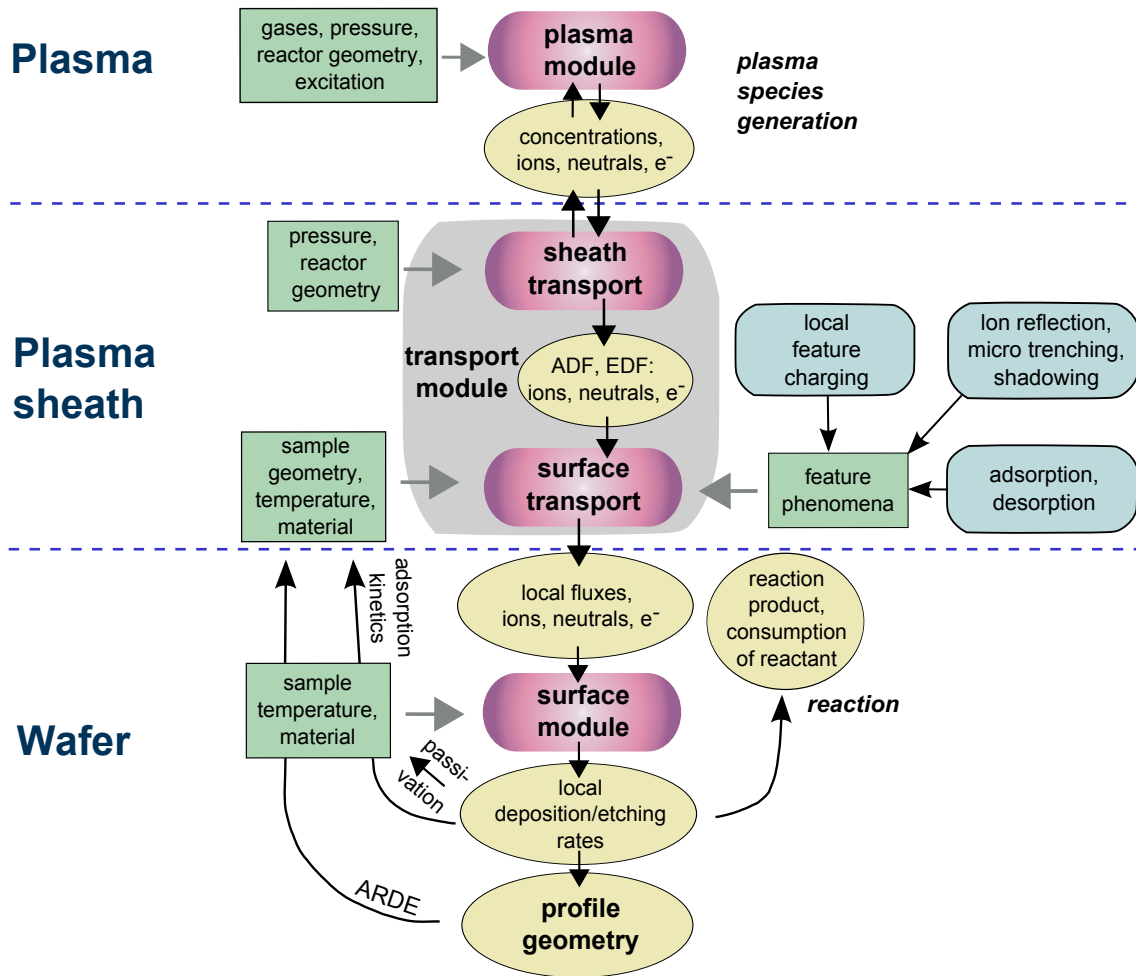 Plasma
gases, pressure,
reactor geometry,
excitation
plasma
module
plasma
species
generation
concentrations,
ions, neutrals, e⁻
Plasma
sheath
pressure,
reactor
geometry
sheath
transport
transport
module
ADF, EDF:
ions, neutrals, e⁻
local
feature
charging
Ion reflection,
micro trenching,
shadowing
sample
geometry,
temperature,
material
surface
transport
feature
phenomena
adsorption,
desorption
Wafer
adsorption
kinetics
local fluxes,
ions, neutrals, e⁻
reaction
product,
consumption
of reactant
sample
temperature,
material
surface
module
reaction
passi-
vation
local
deposition/etching
rates
ARDE
profile
geometry